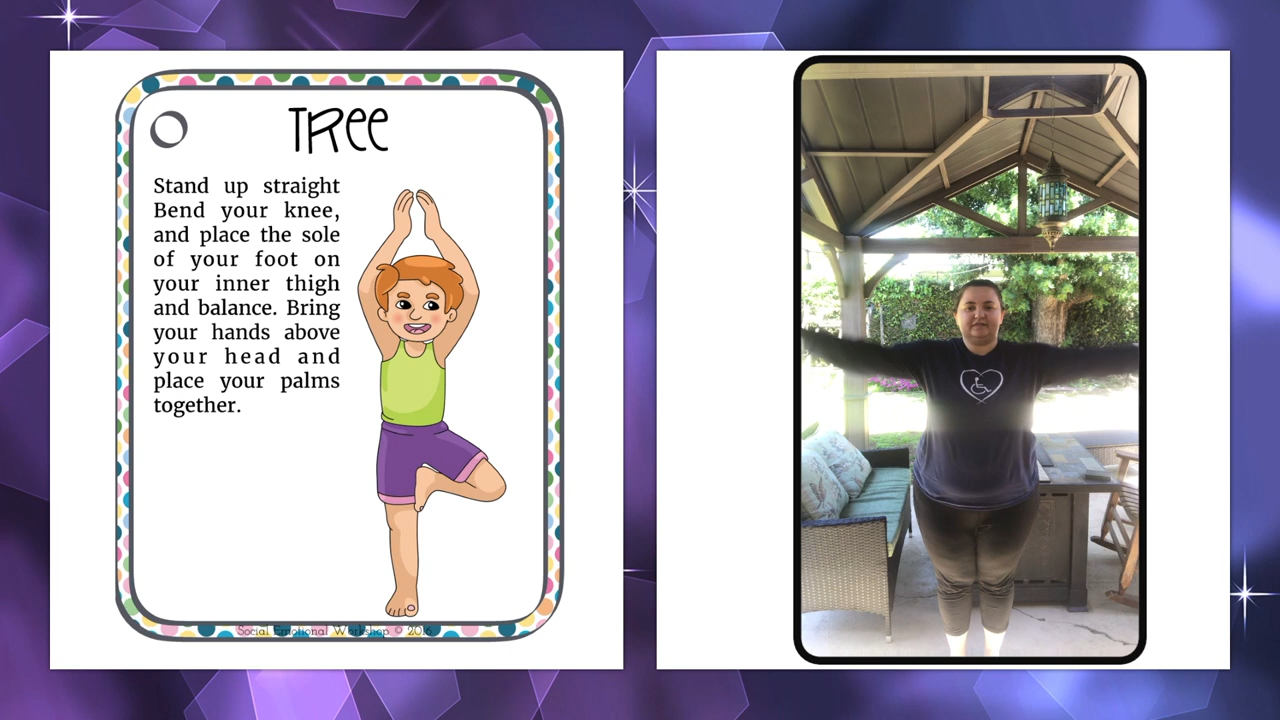 TREE
Stand up straight
Bend your knee,
and place the sole
of your foot on
your inner thigh
and balance. Bring
your hands above
your head and
place your palms
together.
Social Emotional Workshop © 2016